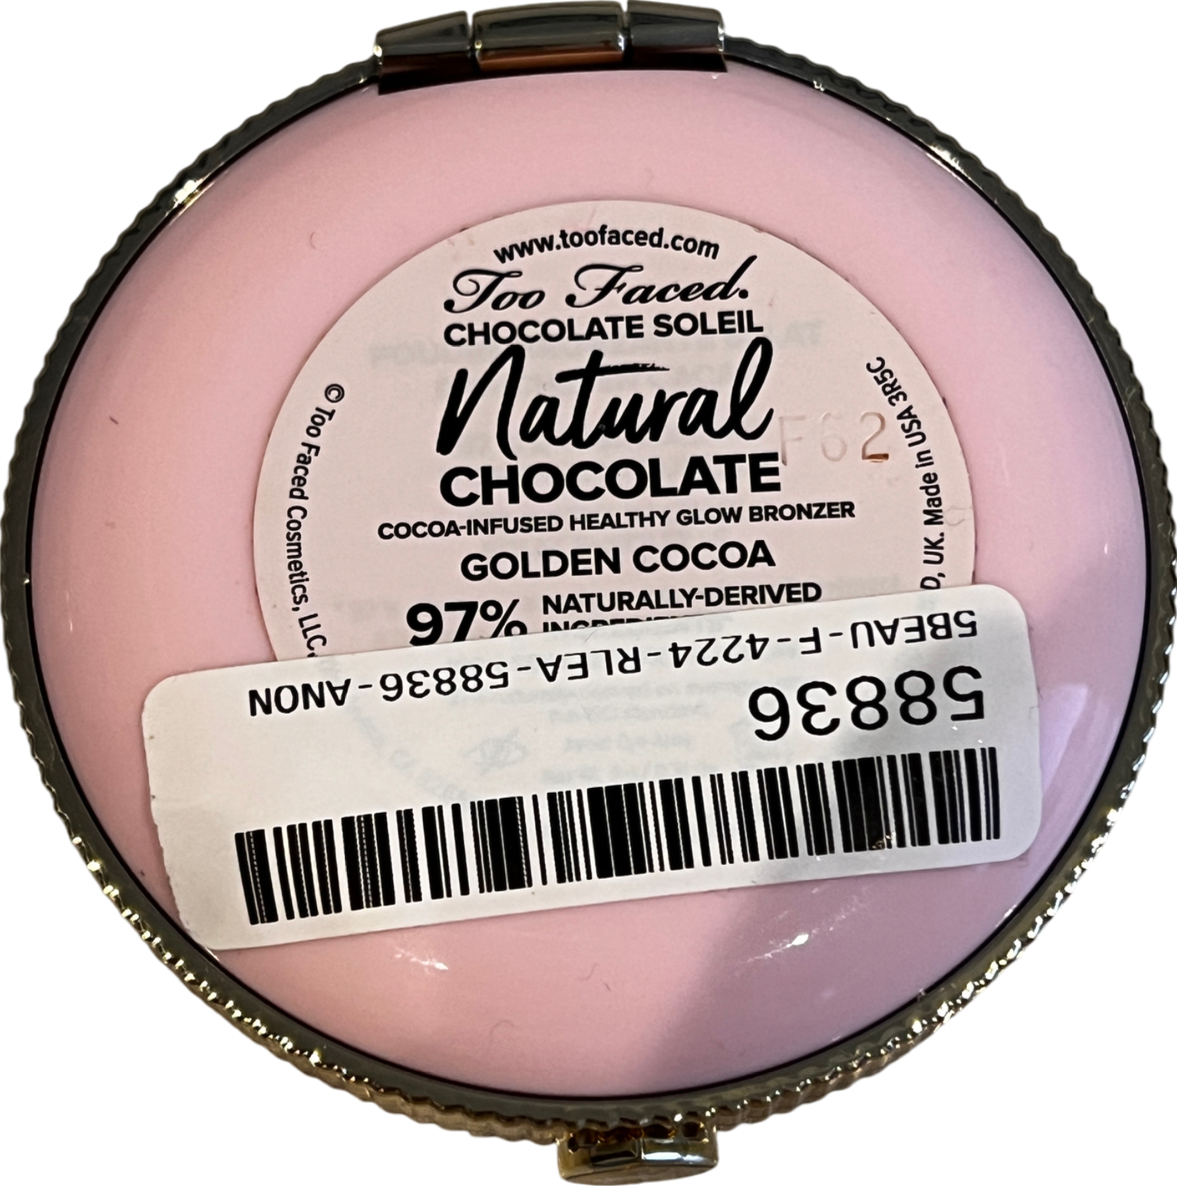 www.toofaced.com
Too Faced.
CHOCOLATE SOLEIL
Natural
CHOCOLATE
COCOA-INFUSED HEALTHY GLOW BRONZER
GOLDEN COCOA
97% NATURALLY-DERIVED
© Too Faced Cosmetics, LLC.
UK. Made in USA 3R5C
F62
5BEAU-F-4224-RLEA-58836-ANON
58836